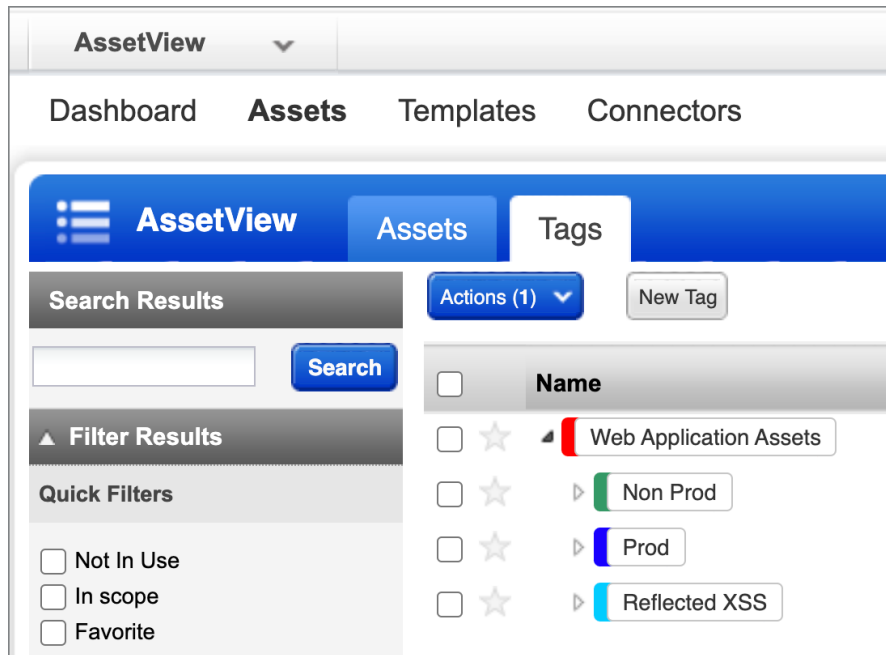 AssetView
Dashboard Assets Templates Connectors
AssetView Assets Tags
Search Results
Actions (1) New Tag
Search
Name
Filter Results
Web Application Assets
Quick Filters
Non Prod
Prod
Not In Use
In scope
Reflected XSS
Favorite